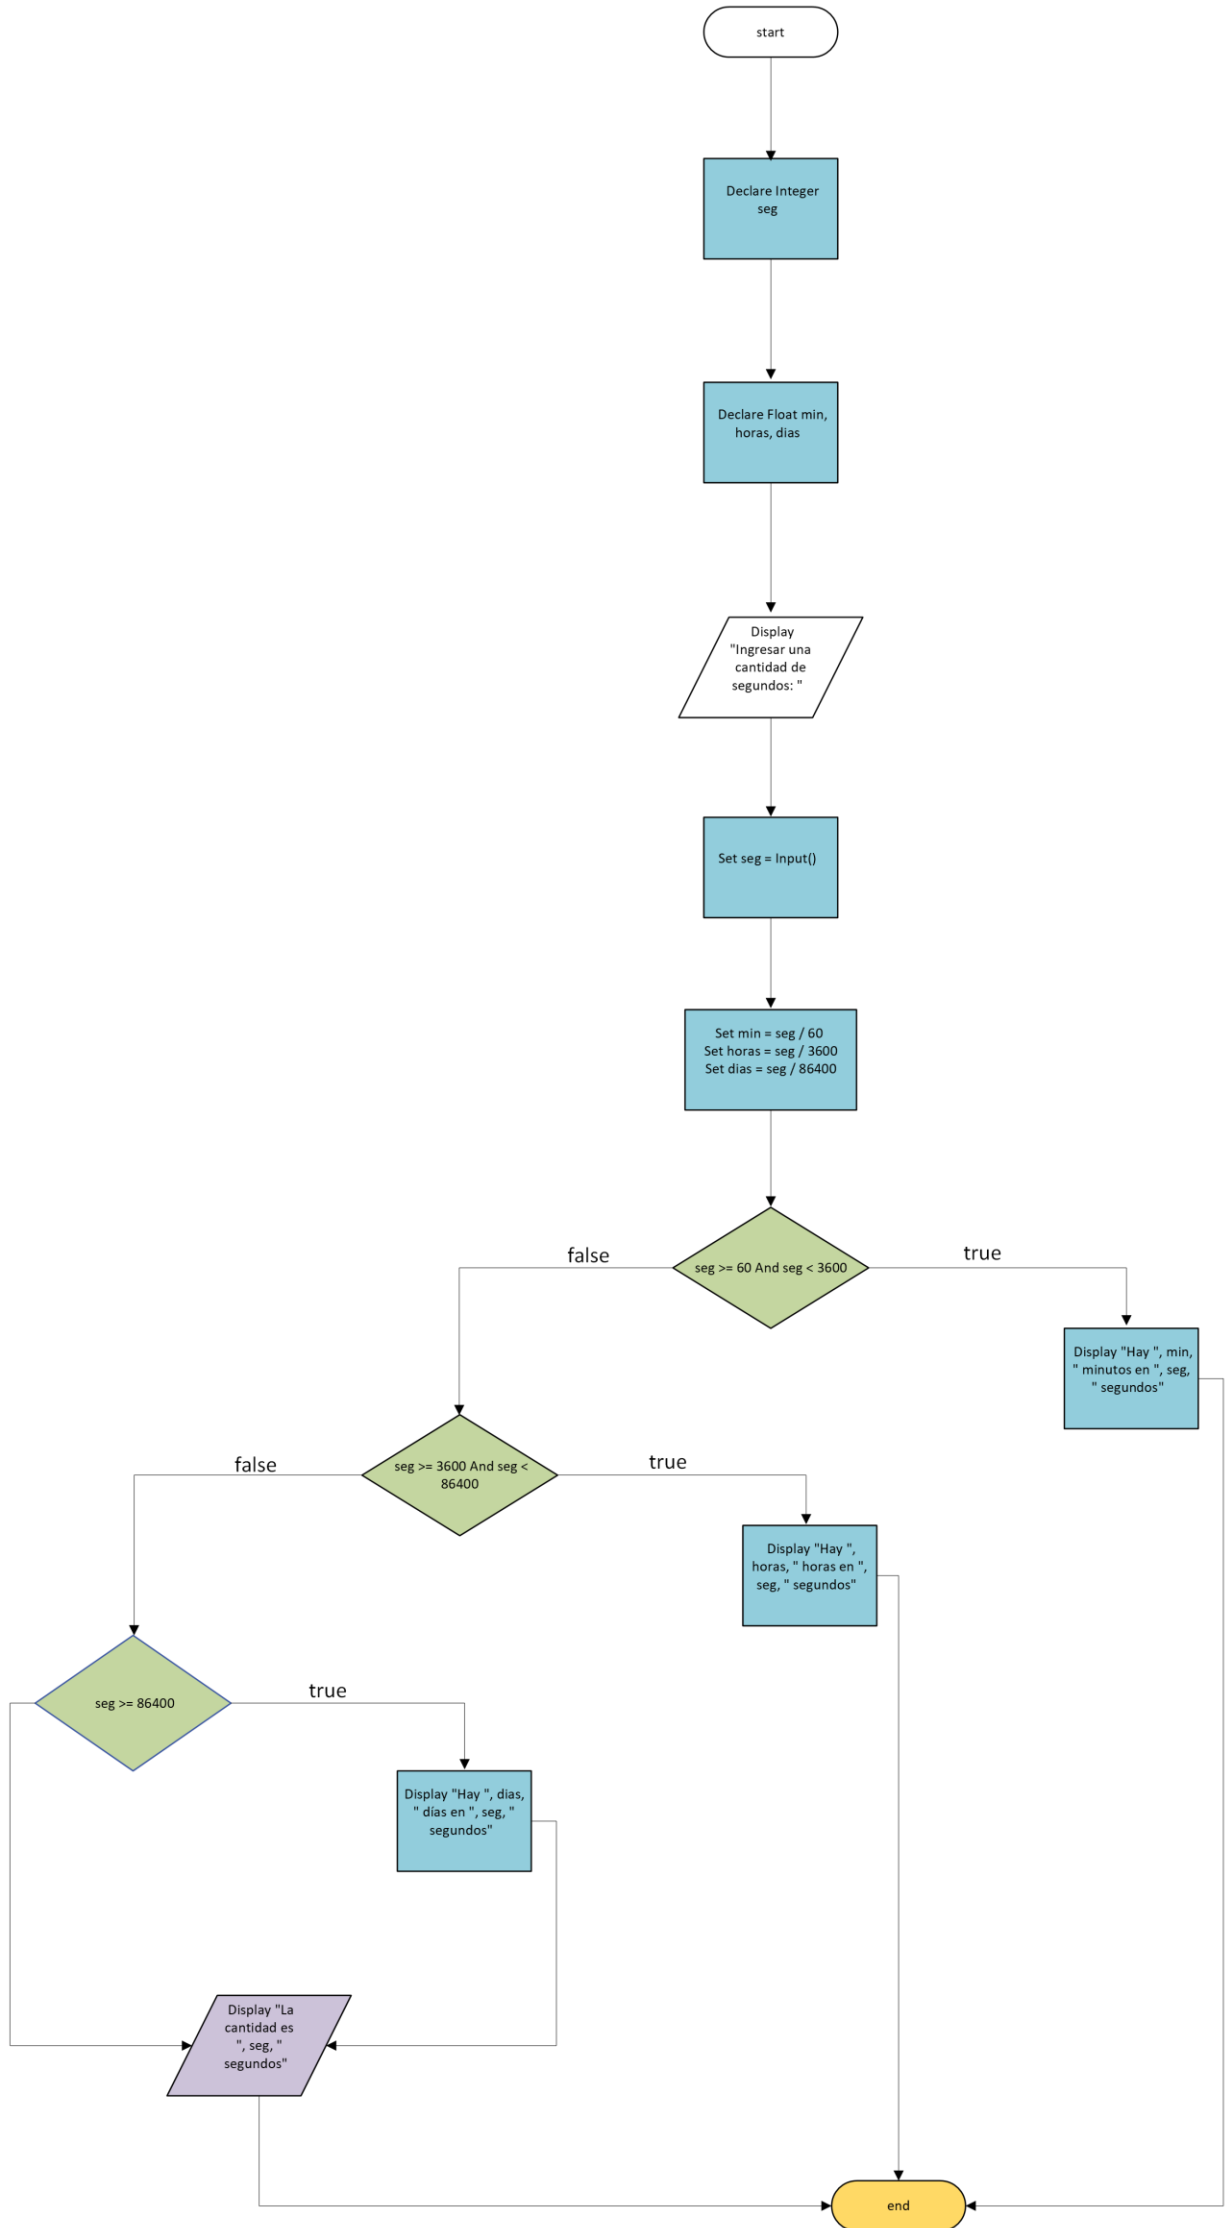 start
Declare Integer
seg
Declare Float min,
horas, dias
Display
"Ingresar una
cantidad de
segundos: "
Set seg = Input()
Set min = seg / 60
Set horas = seg / 3600
Set dias = seg / 86400
seg >= 60 And seg < 3600
false
true
Display "Hay ", min,
" minutos en ", seg,
" segundos"
seg >= 3600 And seg <
86400
false
true
Display "Hay ",
horas, " horas en ",
seg, " segundos"
seg >= 86400
true
Display "Hay ", dias,
" días en ", seg, "
segundos"
Display "La
cantidad es
", seg, "
segundos"
end